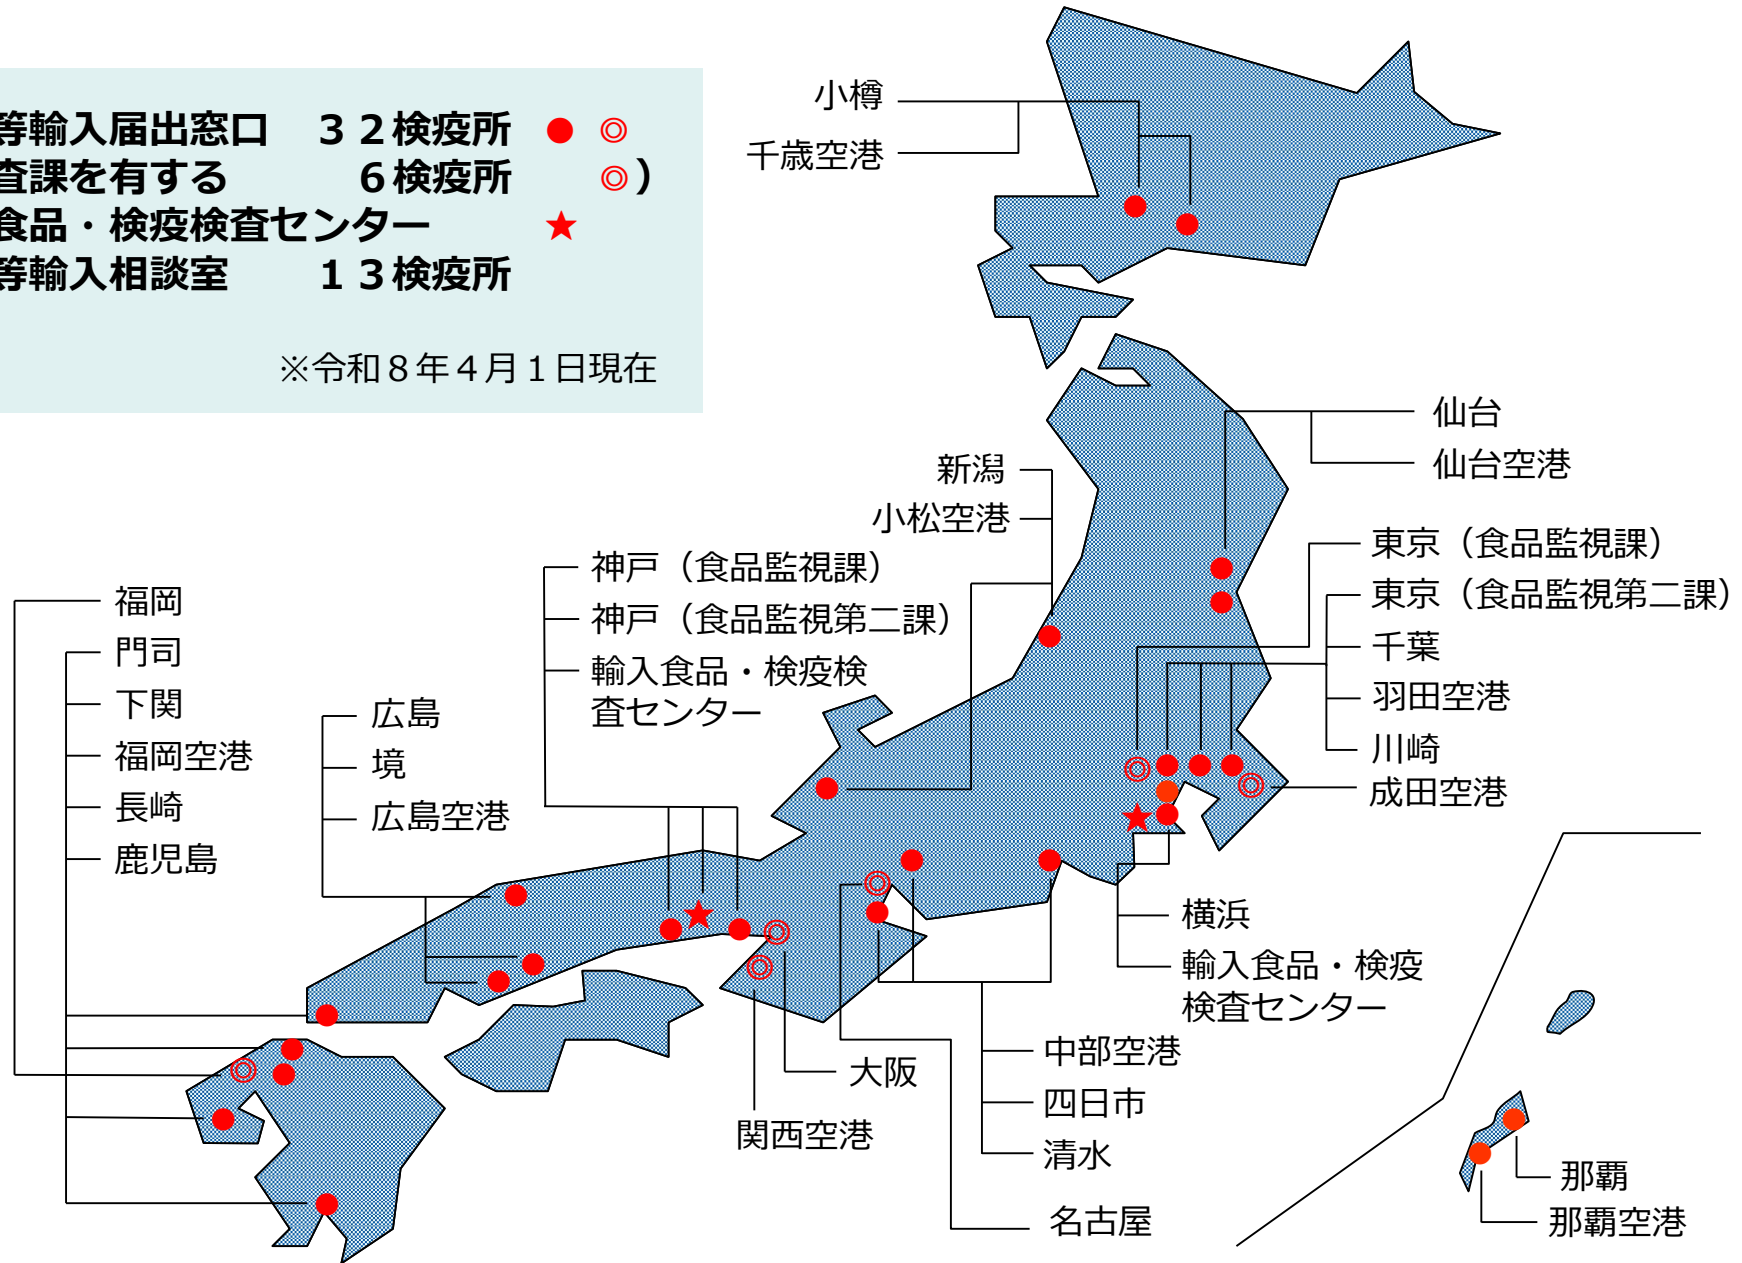 等輸入届出窓口　３２検疫所 ● ◎
査課を有する　　　６検疫所　　◎）
食品・検疫検査センター　　　★
等輸入相談室　　１３検疫所
※令和８年４月１日現在
小樽
千歳空港
仙台
仙台空港
新潟
小松空港
東京（食品監視課）
東京（食品監視第二課）
千葉
羽田空港
川崎
成田空港
神戸（食品監視課）
神戸（食品監視第二課）
輸入食品・検疫検
査センター
福岡
門司
下関
福岡空港
長崎
鹿児島
広島
境
広島空港
横浜
輸入食品・検疫
検査センター
中部空港
四日市
清水
名古屋
大阪
関西空港
那覇
那覇空港